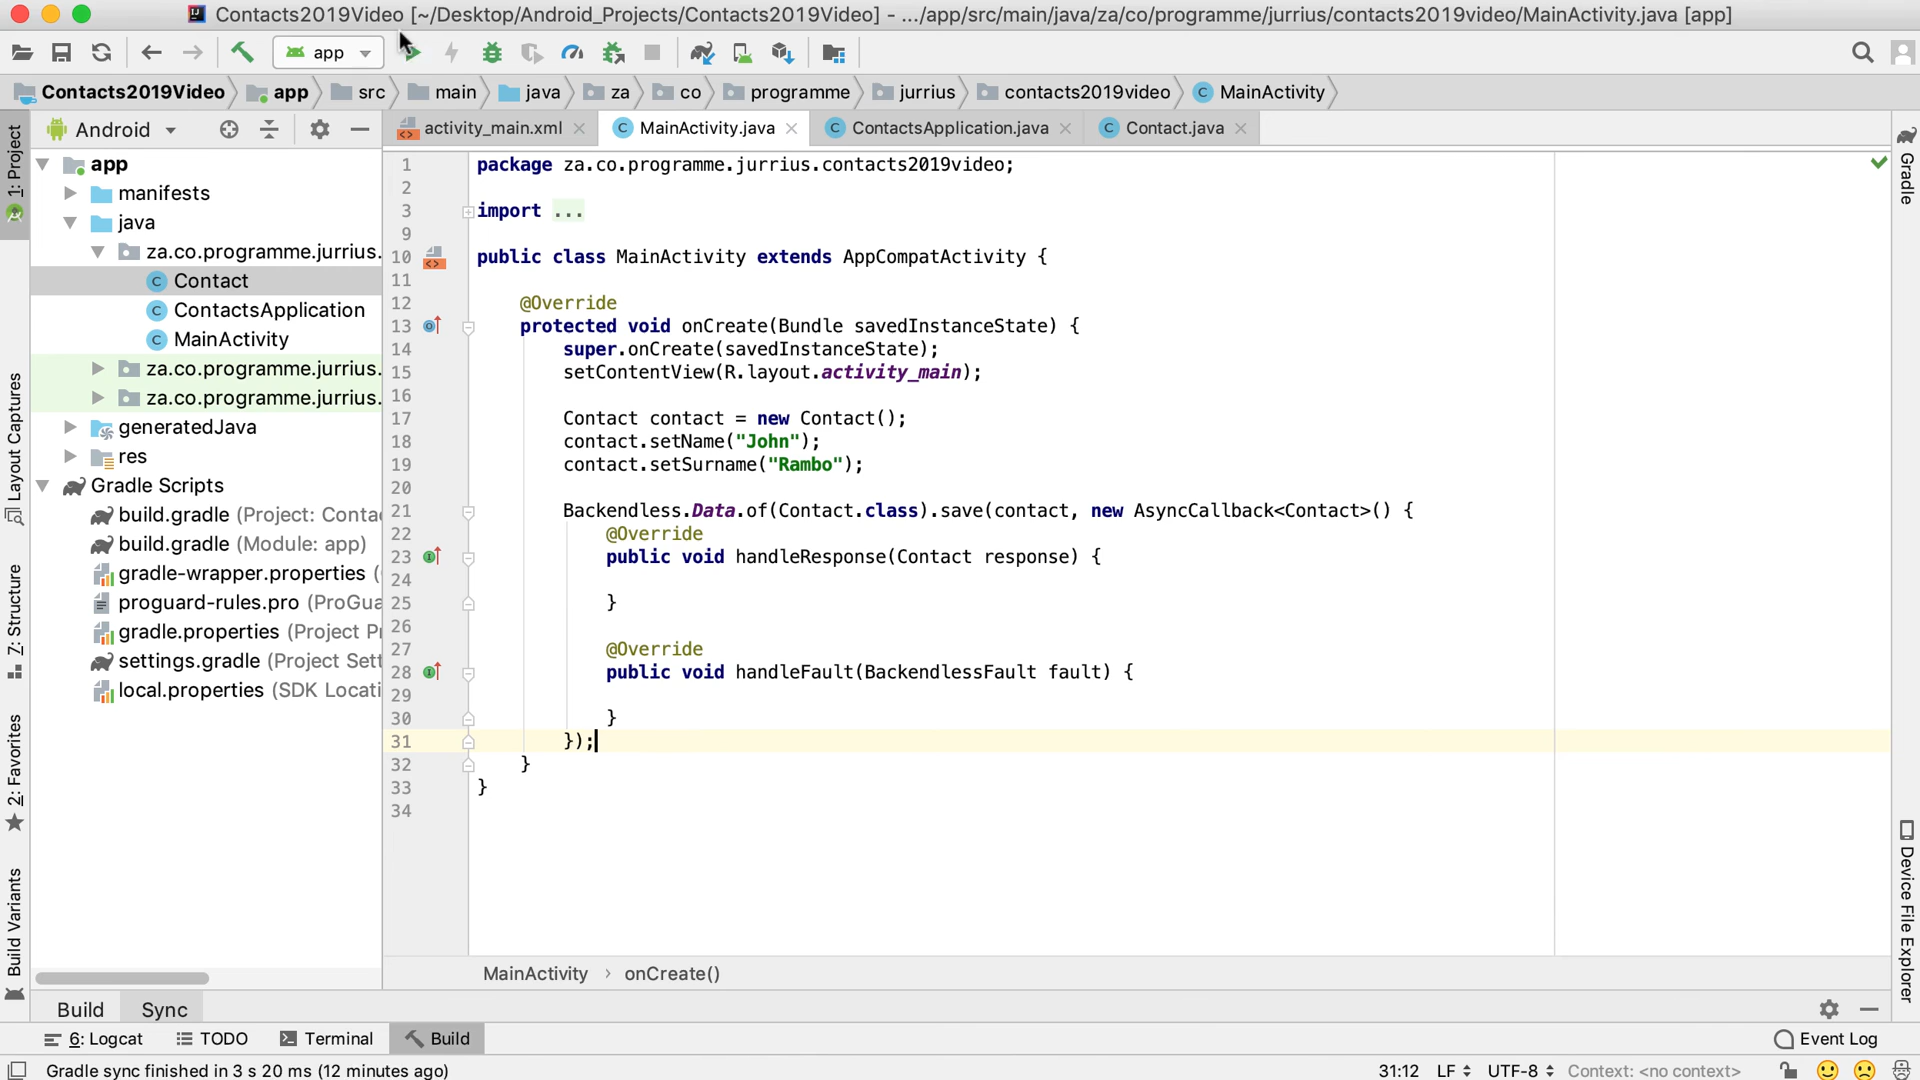 Contacts2019Video [~/Desktop/Android_Projects/Contacts2019Video] - .../app/src/main/java/za/co/programme/jurrius/contacts2019video/MainActivity.java [app]
app
Contacts2019Video app src main java za co programme jurrius contacts2019video MainActivity
1: Project
Layout Captures
7: Structure
2: Favorites
Build Variants
Android
app
manifests
java
za.co.programme.jurrius.
Contact
ContactsApplication
MainActivity
za.co.programme.jurrius.
za.co.programme.jurrius.
generatedJava
res
Gradle Scripts
build.gradle (Project: Conta
build.gradle (Module: app)
gradle-wrapper.properties (
proguard-rules.pro (ProGua
gradle.properties (Project P
settings.gradle (Project Sett
local.properties (SDK Locati
activity_main.xml MainActivity.java ContactsApplication.java Contact.java
1 package za.co.programme.jurrius.contacts2019video;
2
3 import ...
9
10 public class MainActivity extends AppCompatActivity {
11
12 @Override
13 protected void onCreate(Bundle savedInstanceState) {
14 super.onCreate(savedInstanceState);
15 setContentView(R.layout.activity_main);
16
17 Contact contact = new Contact();
18 contact.setName("John");
19 contact.setSurname("Rambo");
20
21 Backendless.Data.of(Contact.class).save(contact, new AsyncCallback<Contact>() {
22 @Override
23 public void handleResponse(Contact response) {
24
25 }
26
27 @Override
28 public void handleFault(BackendlessFault fault) {
29
30 }
31 });
32 }
33 }
34
MainActivity › onCreate()
Gradle
Device File Explorer
Build Sync
6: Logcat TODO Terminal Build Event Log
Gradle sync finished in 3 s 20 ms (12 minutes ago) 31:12 LF UTF-8 Context: <no context>